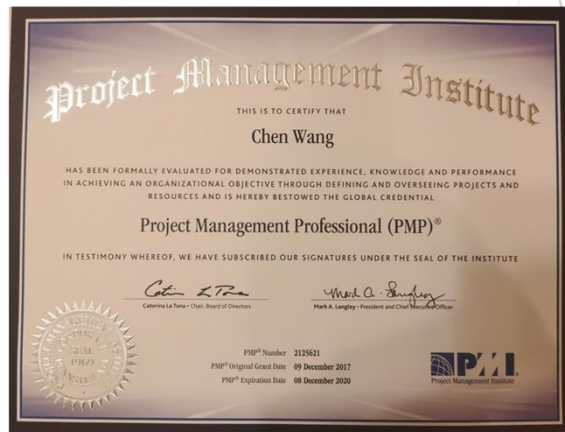 Project Management Institute
THIS IS TO CERTIFY THAT
Chen Wang
HAS BEEN FORMALLY EVALUATED FOR DEMONSTRATED EXPERIENCE, KNOWLEDGE AND PERFORMANCE
IN ACHIEVING AN ORGANIZATIONAL OBJECTIVE THROUGH DEFINING AND OVERSEEING PROJECTS AND
RESOURCES AND IS HEREBY BESTOWED THE GLOBAL CREDENTIAL
Project Management Professional (PMP)®
IN TESTIMONY WHEREOF, WE HAVE SUBSCRIBED OUR SIGNATURES UNDER THE SEAL OF THE INSTITUTE
Caterina La Tona • Chair, Board of Directors
Mark A. Langley • President and Chief Executive Officer
SEAL
1969
PMP® Number 2125621
PMP® Original Grant Date 09 December 2017
PMP® Expiration Date 08 December 2020
PMI
Project Management Institute